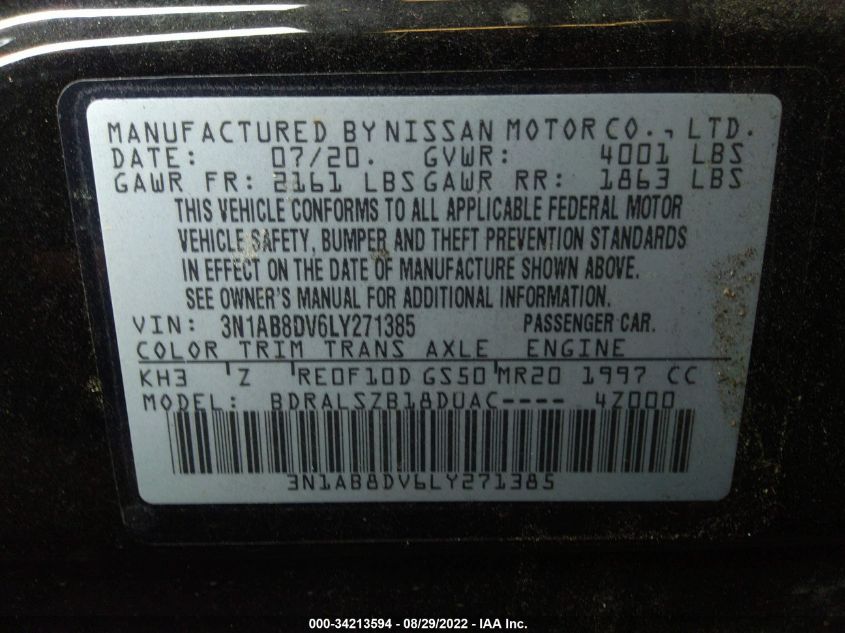 MANUFACTURED BY NISSAN MOTOR CO., LTD.
DATE: 07/20. GVWR: 4001 LBS
GAWR FR: 2161 LBS GAWR RR: 1863 LBS
THIS VEHICLE CONFORMS TO ALL APPLICABLE FEDERAL MOTOR
VEHICLE SAFETY, BUMPER AND THEFT PREVENTION STANDARDS
IN EFFECT ON THE DATE OF MANUFACTURE SHOWN ABOVE.
SEE OWNER'S MANUAL FOR ADDITIONAL INFORMATION.
VIN: 3N1AB8DV6LY271385 PASSENGER CAR.
COLOR TRIM TRANS AXLE ENGINE
KH3 Z RE0F10D GS50 MR20 1997 CC
MODEL: BDRALSZB18DUAC---- 4Z000
3N1AB8DV6LY271385
000-34213594 - 08/29/2022 - IAA Inc.